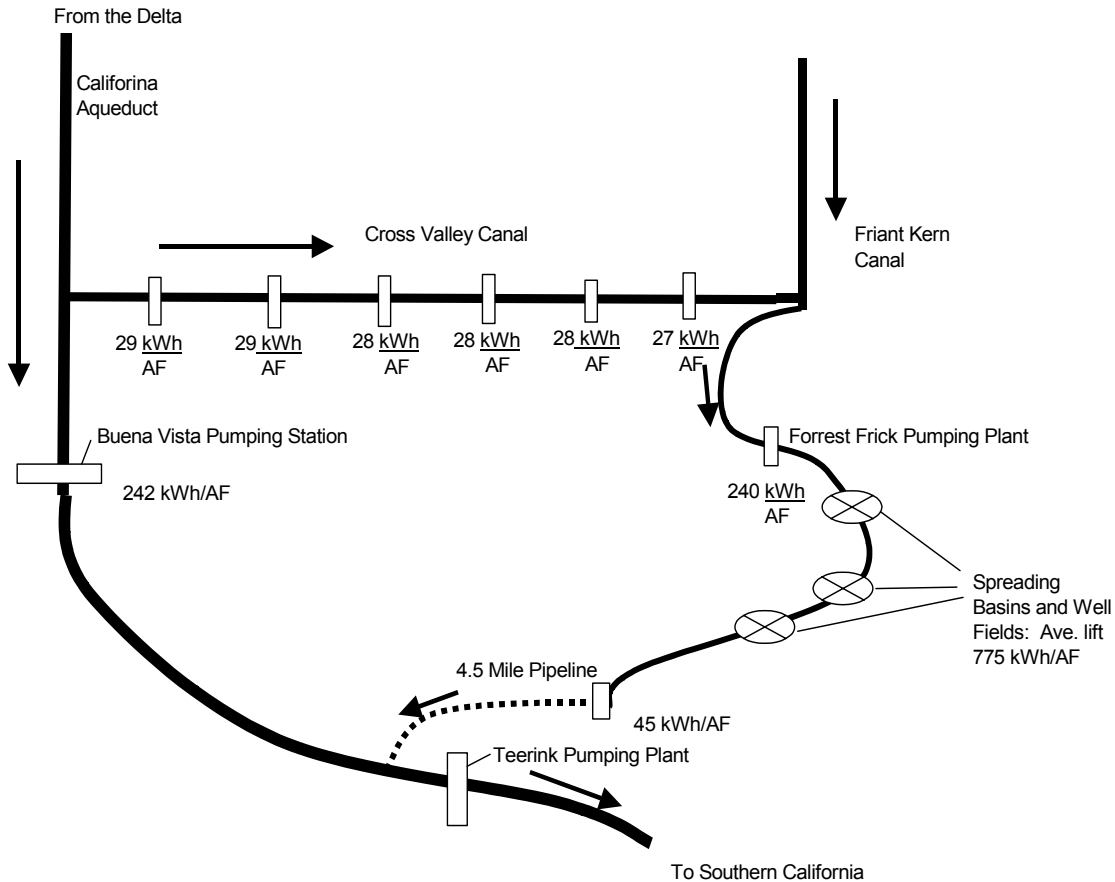 From the Delta
Califorina
Aqueduct
Cross Valley Canal
Friant Kern
Canal
29 kWh
AF
29 kWh
AF
28 kWh
AF
28 kWh
AF
28 kWh
AF
27 kWh
AF
Buena Vista Pumping Station
242 kWh/AF
Forrest Frick Pumping Plant
240 kWh
AF
Spreading
Basins and Well
Fields: Ave. lift
775 kWh/AF
4.5 Mile Pipeline
45 kWh/AF
Teerink Pumping Plant
To Southern California